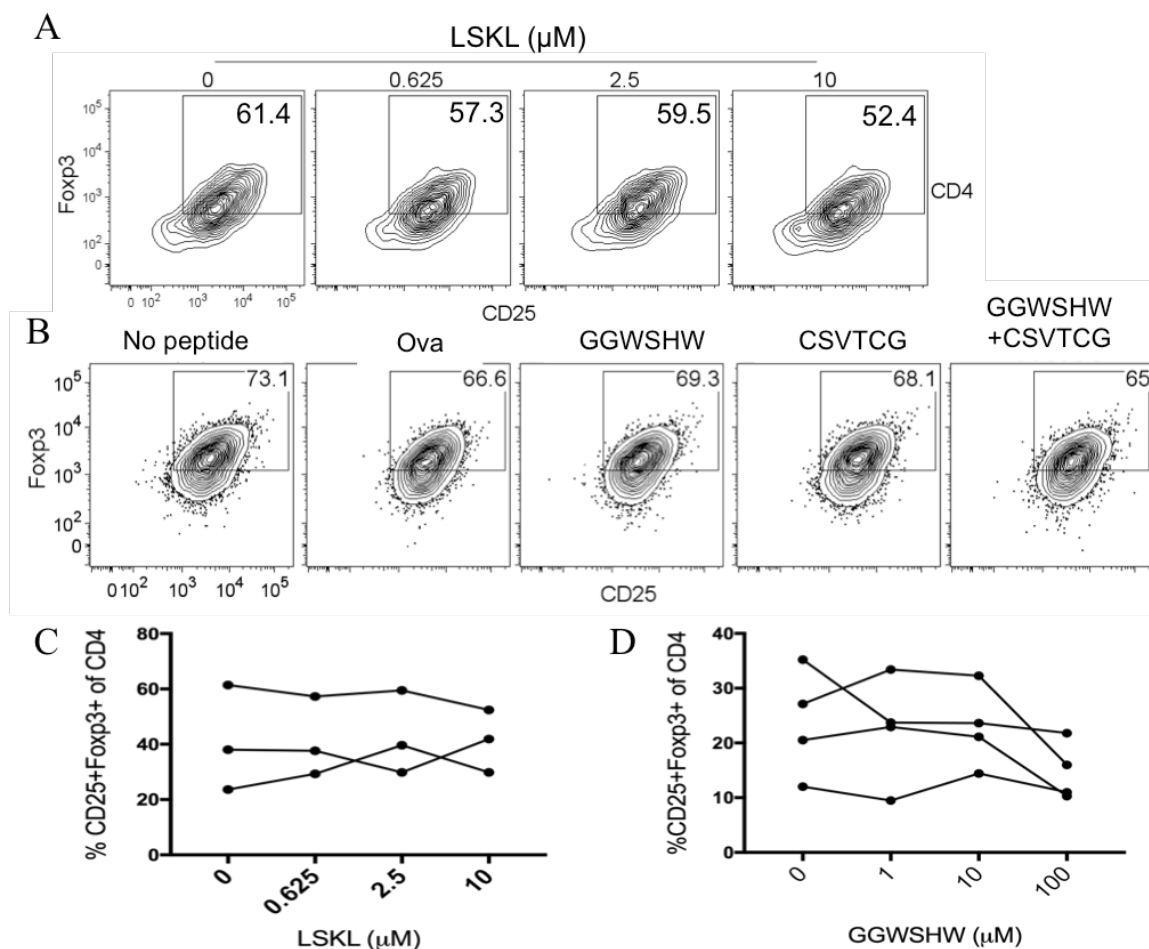 A
LSKL (µM)
0 0.625 2.5 10
61.4 57.3 59.5 52.4
10⁵
10⁴
10³
10²
0
Foxp3
CD4
0 10² 10³ 10⁴ 10⁵
CD25
B
No peptide Ova GGWSHW CSVTCG GGWSHW
+CSVTCG
73.1 66.6 69.3 68.1 65
10⁵
10⁴
10³
10²
0
Foxp3
0 10² 10³ 10⁴ 10⁵
CD25
C
% CD25+Foxp3+ of CD4
80
60
40
20
0
0 0.625 2.5 10
LSKL (µM)
D
%CD25+Foxp3+ of CD4
40
30
20
10
0
0 1 10 100
GGWSHW (µM)